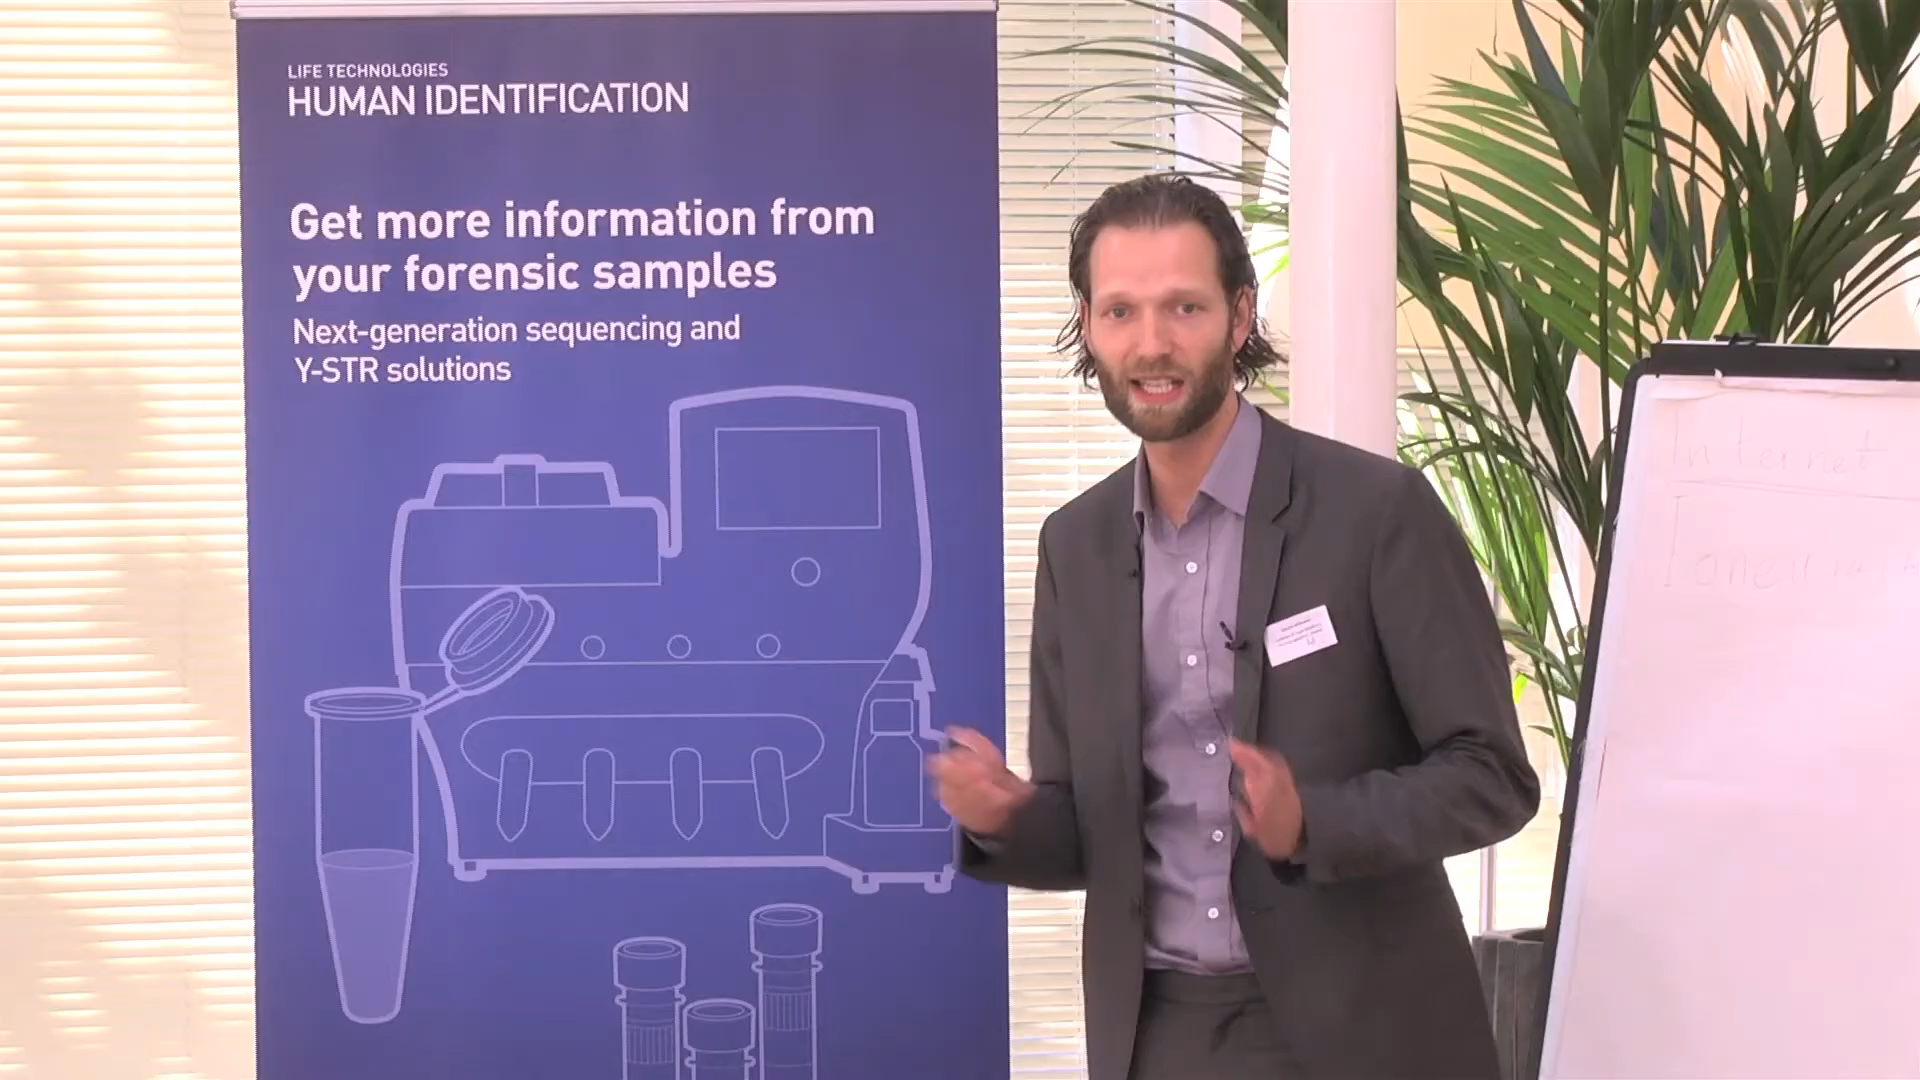 LIFE TECHNOLOGIES
HUMAN IDENTIFICATION
Get more information from
your forensic samples
Next-generation sequencing and
Y-STR solutions
Internet